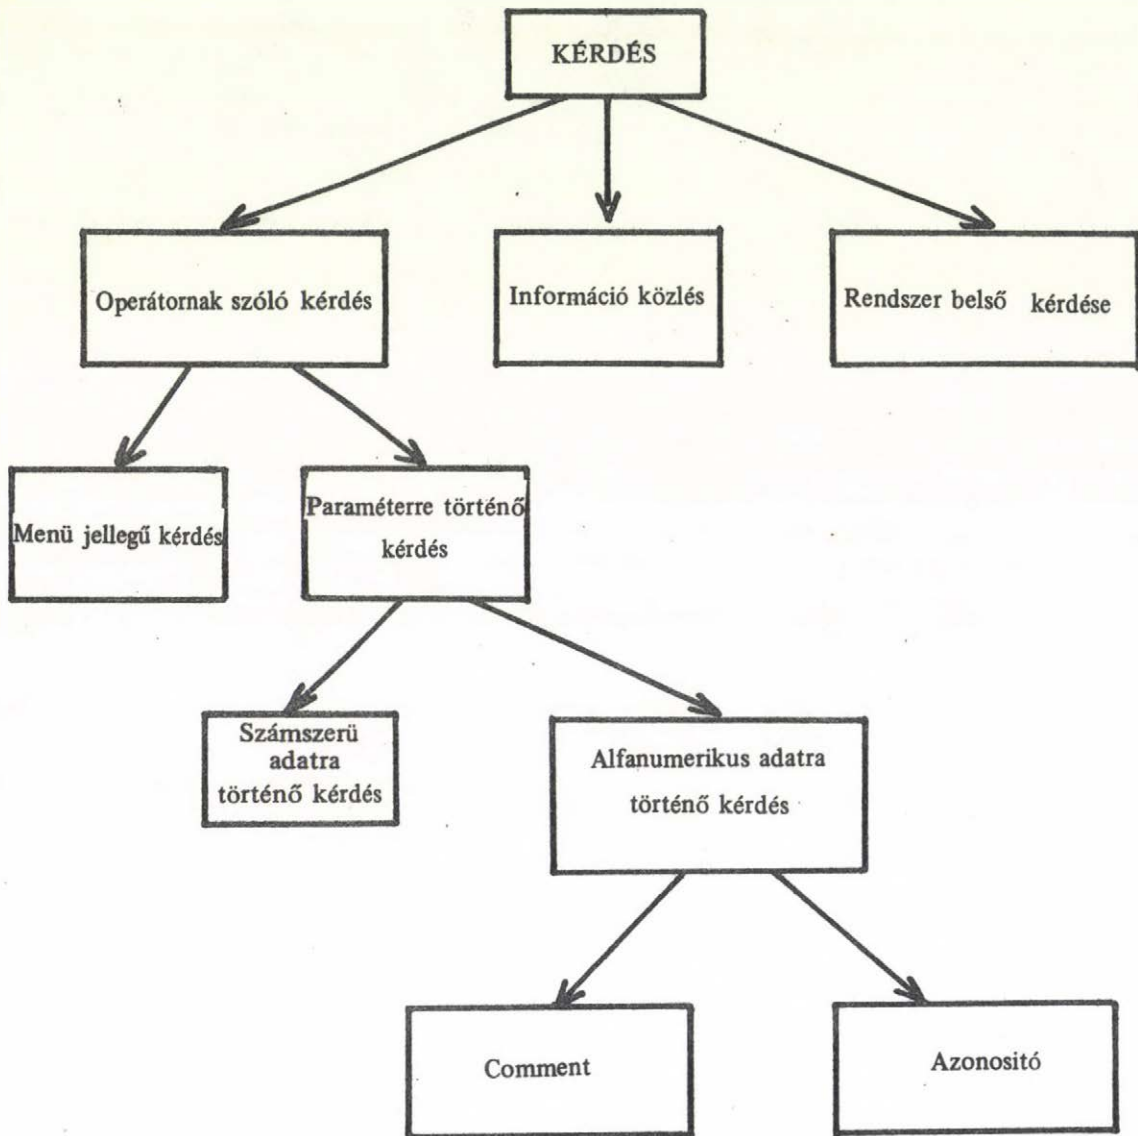 KÉRDÉS
Operátornak szóló kérdés
Információ közlés
Rendszer belső kérdése
Menü jellegű kérdés
Paraméterre történő
kérdés
Számszerü
adatra
történő kérdés
Alfanumerikus adatra
történő kérdés
Comment
Azonositó